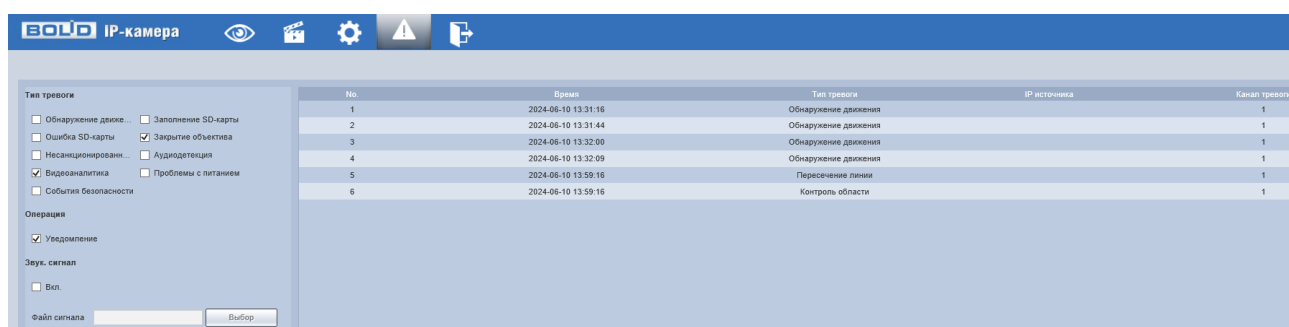 BOLID IP-камера
Тип тревоги
Обнаружение движе... Заполнение SD-карты
Ошибка SD-карты Закрытие объектива
Несанкционированн... Аудиодетекция
Видеоаналитика Проблемы с питанием
События безопасности
Операция
Уведомление
Звук. сигнал
Вкл.
Файл сигнала Выбор
No. Время Тип тревоги IP источника Канал тревоги
1 2024-06-10 13:31:16 Обнаружение движения 1
2 2024-06-10 13:31:44 Обнаружение движения 1
3 2024-06-10 13:32:00 Обнаружение движения 1
4 2024-06-10 13:32:09 Обнаружение движения 1
5 2024-06-10 13:59:16 Пересечение линии 1
6 2024-06-10 13:59:16 Контроль области 1